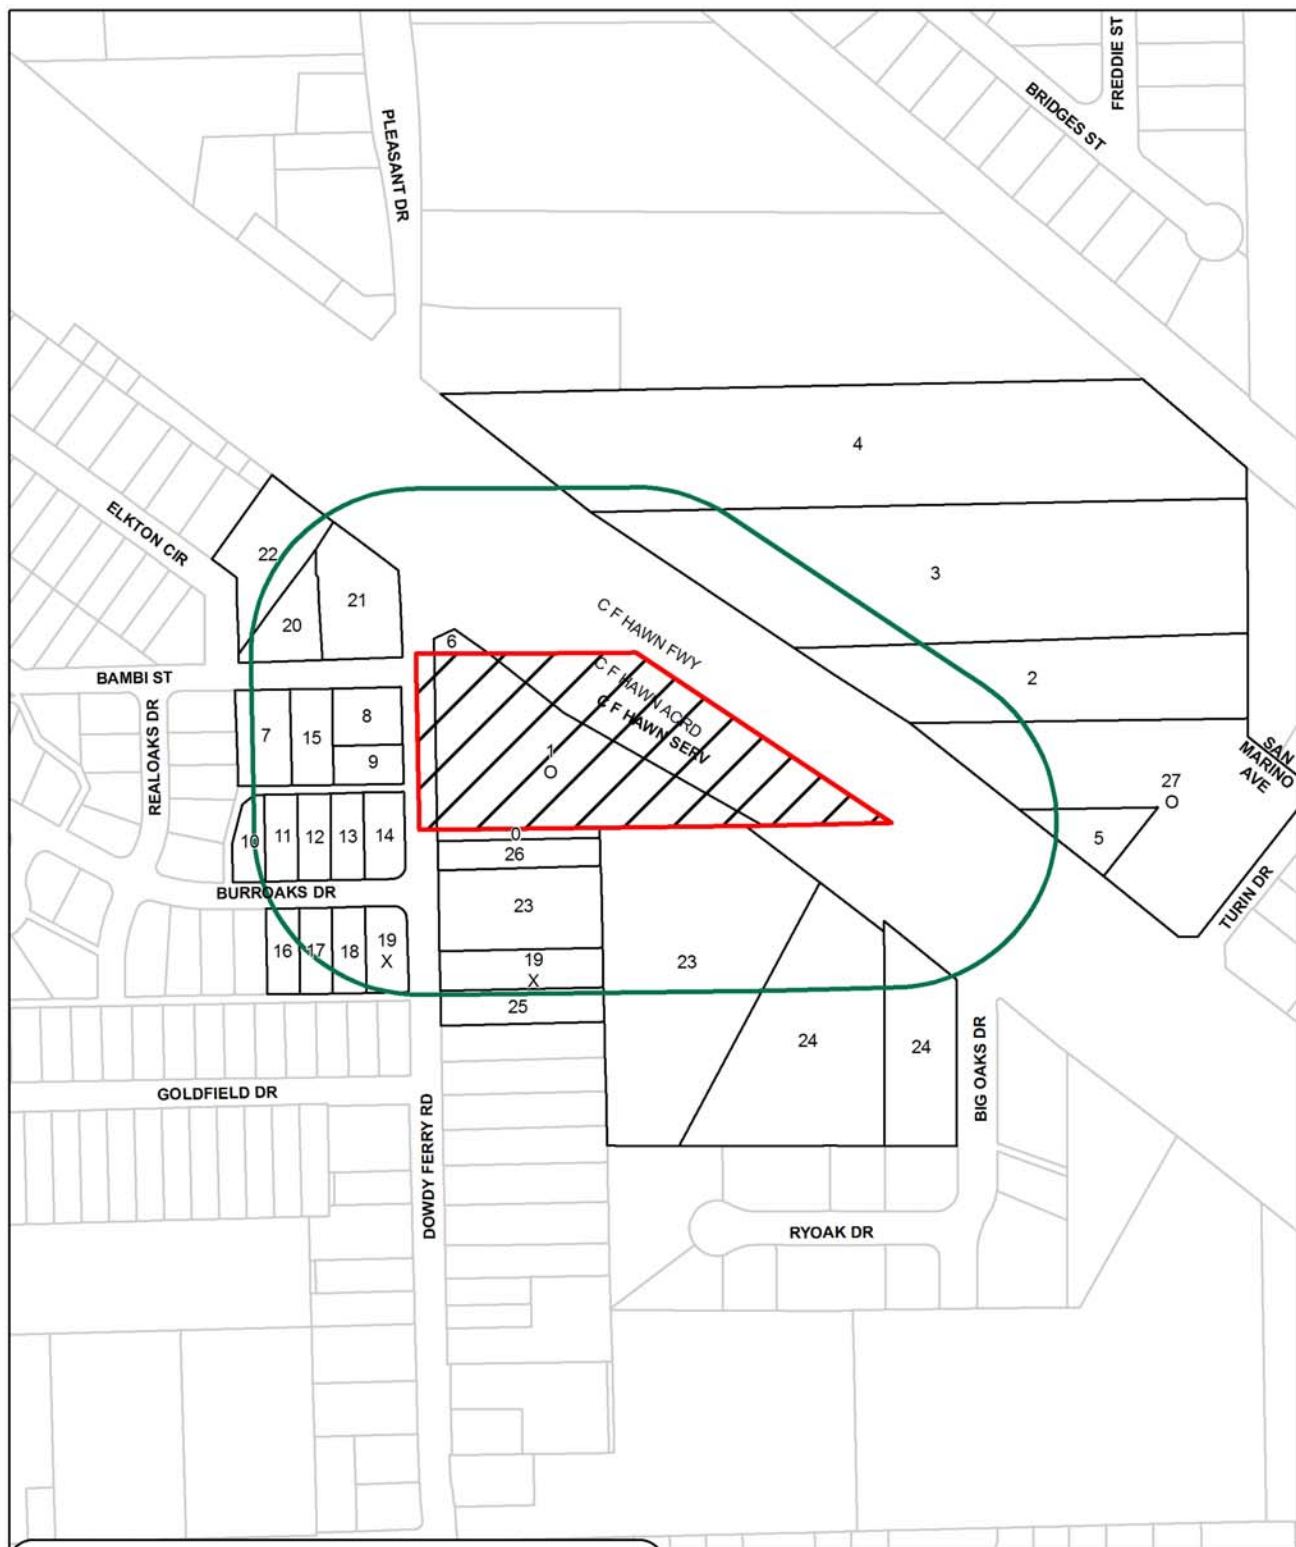 FREDDIE ST
BRIDGES ST
PLEASANT DR
4
ELKTON CIR
22
3
21
C F HAWN FWY
20
6
C F HAWN ACRD
BAMBI ST
2
C F HAWN SERV
REALOAKS DR
8
7
15
1
O
9
SAN
MARINO
AVE
27
O
10
11
12
13
14
0
26
5
BURROAKS DR
23
TURIN DR
16
17
18
19
X
19
X
23
25
24
24
BIG OAKS DR
GOLDFIELD DR
DOWDY FERRY RD
RYOAK DR